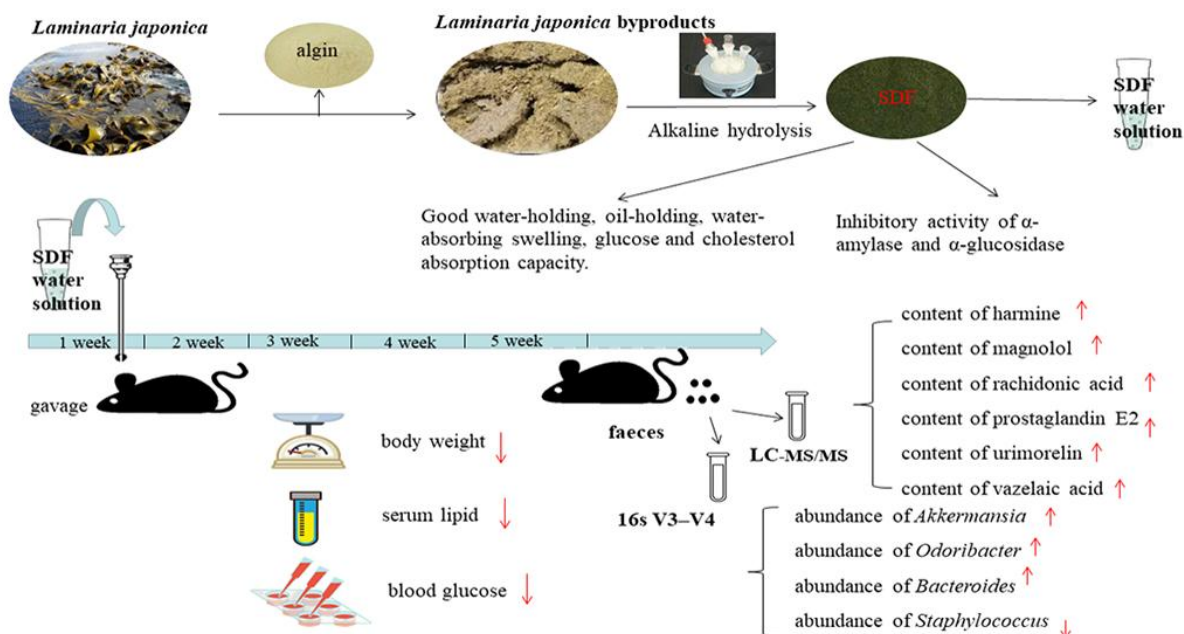 Laminaria japonica
algin
Laminaria japonica byproducts
Alkaline hydrolysis
SDF
SDF
water
solution
Good water-holding, oil-holding, water-
absorbing swelling, glucose and cholesterol
absorption capacity.
Inhibitory activity of α-
amylase and α-glucosidase
SDF
water
solution
1 week
2 week
3 week
4 week
5 week
gavage
body weight ↓
serum lipid ↓
blood glucose ↓
faeces
LC-MS/MS
16s V3–V4
content of harmine ↑
content of magnolol ↑
content of rachidonic acid ↑
content of prostaglandin E2 ↑
content of urimorelin ↑
content of vazelaic acid ↑
abundance of Akkermansia ↑
abundance of Odoribacter ↑
abundance of Bacteroides ↑
abundance of Staphylococcus ↓